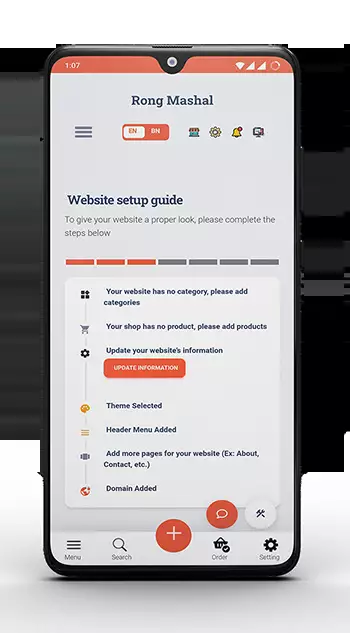 1:07
Rong Mashal
EN BN
Website setup guide
To give your website a proper look, please complete the
steps below
Your website has no category, please add
categories
Your shop has no product, please add products
Update your website's information
UPDATE INFORMATION
Theme Selected
Header Menu Added
Add more pages for your website (Ex: About,
Contact, etc.)
Domain Added
Menu Search Order Setting